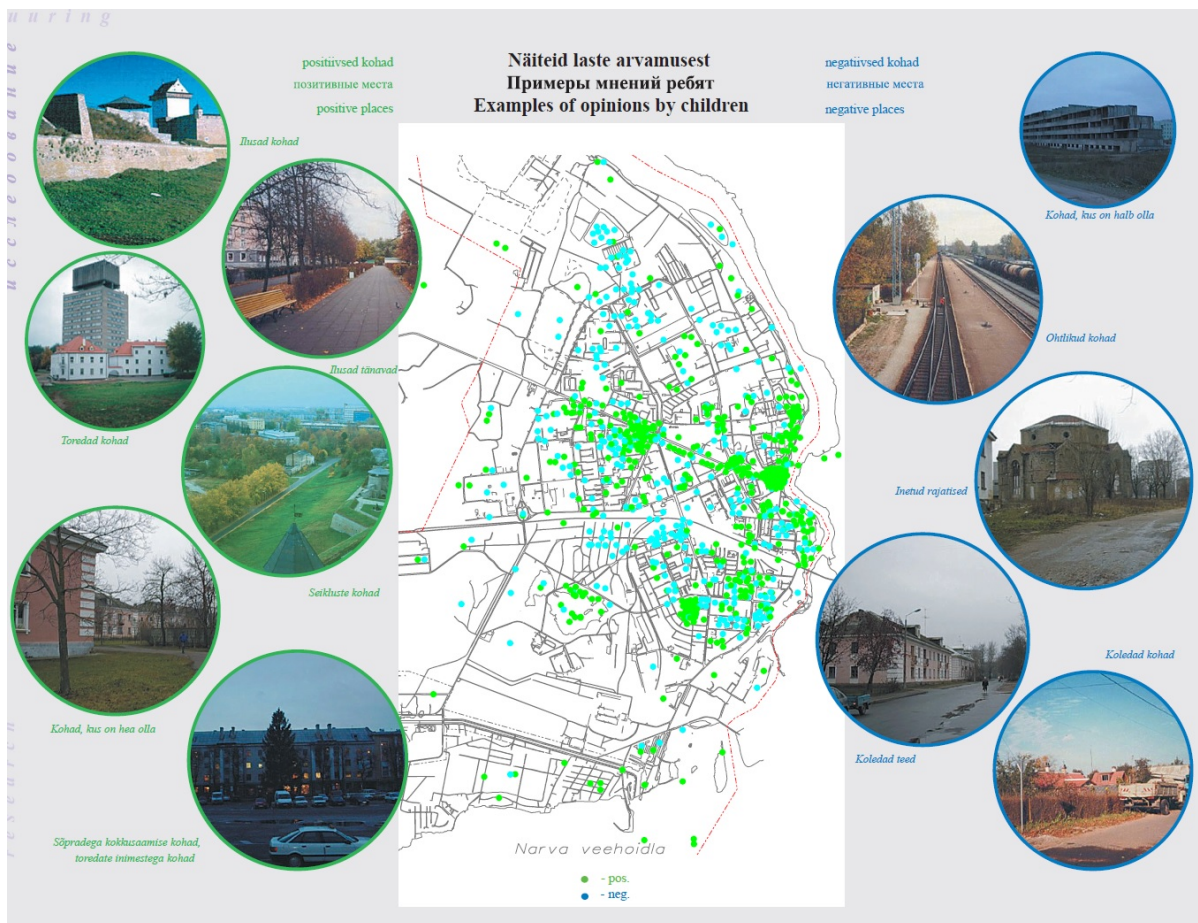 uuring
исследование
research
positiivsed kohad
позитивные места
positive places
Näiteid laste arvamusest
Примеры мнений ребят
Examples of opinions by children
negatiivsed kohad
негативные места
negative places
Ilusad kohad
Ilusad tänavad
Toredad kohad
Seikluste kohad
Kohad, kus on hea olla
Sõpradega kokkusaamise kohad,
toredate inimestega kohad
Kohad, kus on halb olla
Ohtlikud kohad
Inetud rajatised
Koledad kohad
Koledad teed
Narva veehoidla
- pos.
- neg.